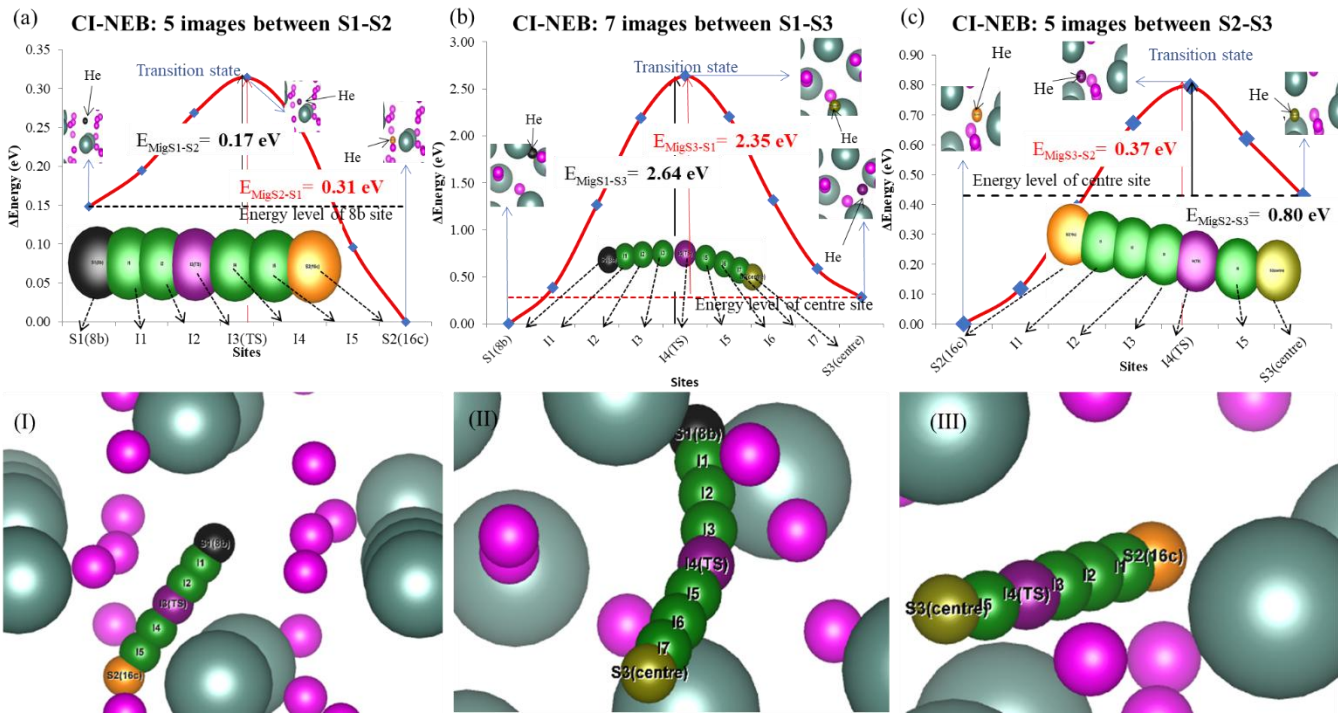 (a)
CI-NEB: 5 images between S1-S2
0.35
0.30
0.25
0.20
0.15
0.10
0.05
0.00
ΔEnergy (eV)
Transition state
He
He
He
E_MigS1-S2= 0.17 eV
E_MigS2-S1= 0.31 eV
Energy level of 8b site
S1(8b)
I1
I2
I3(TS)
I4
I5
S2(16c)
Sites
(b)
CI-NEB: 7 images between S1-S3
3.00
2.50
2.00
1.50
1.00
0.50
0.00
ΔEnergy (eV)
Transition state
He
He
He
E_MigS3-S1= 2.35 eV
E_MigS1-S3= 2.64 eV
Energy level of centre site
S1(8b)
I1
I2
I3
I4(TS)
I5
I6
I7
S3(centre)
Sites
(c)
CI-NEB: 5 images between S2-S3
0.90
0.80
0.70
0.60
0.50
0.40
0.30
0.20
0.10
0.00
ΔEnergy (eV)
He
Transition state
He
He
E_MigS3-S2= 0.37 eV
Energy level of centre site
E_MigS2-S3= 0.80 eV
S2(16c)
I1
I2
I3
I4(TS)
I5
S3(centre)
Sites
(I)
S1(8b)
I1
I2
I3(TS)
I4
I5
S2(16c)
(II)
S1(8b)
I1
I2
I3
I4(TS)
I5
I6
I7
S3(centre)
(III)
S2(16c)
I1
I2
I3
I4(TS)
I5
S3(centre)